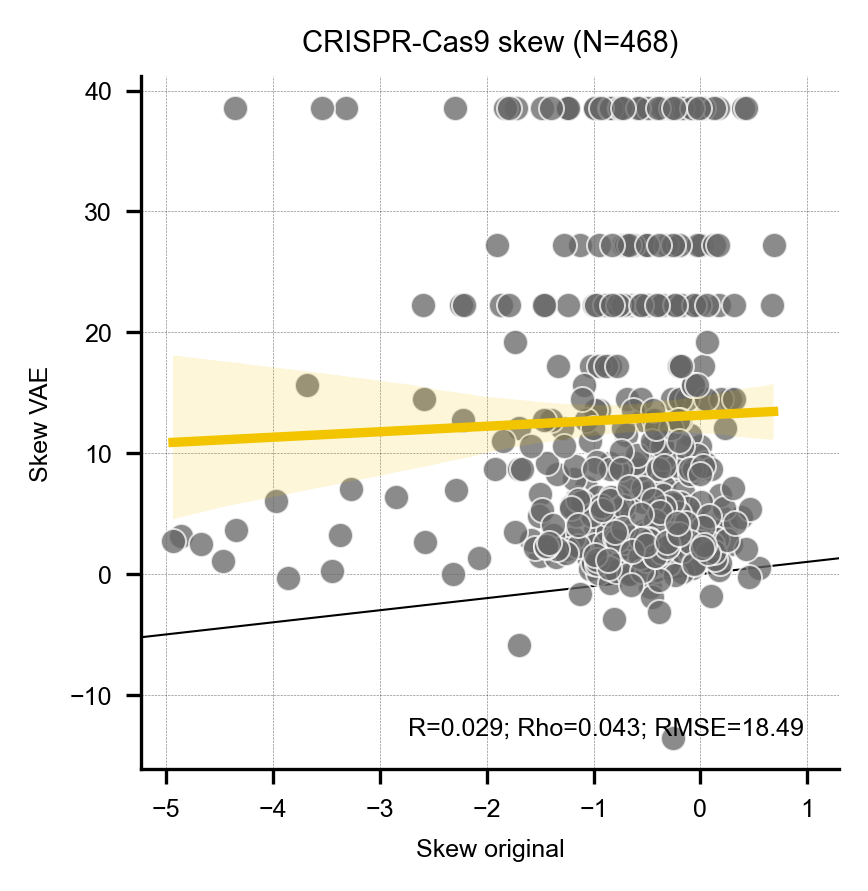 CRISPR-Cas9 skew (N=468)
40
30
20
10
0
−10
Skew VAE
R=0.029; Rho=0.043; RMSE=18.49
−5 −4 −3 −2 −1 0 1
Skew original